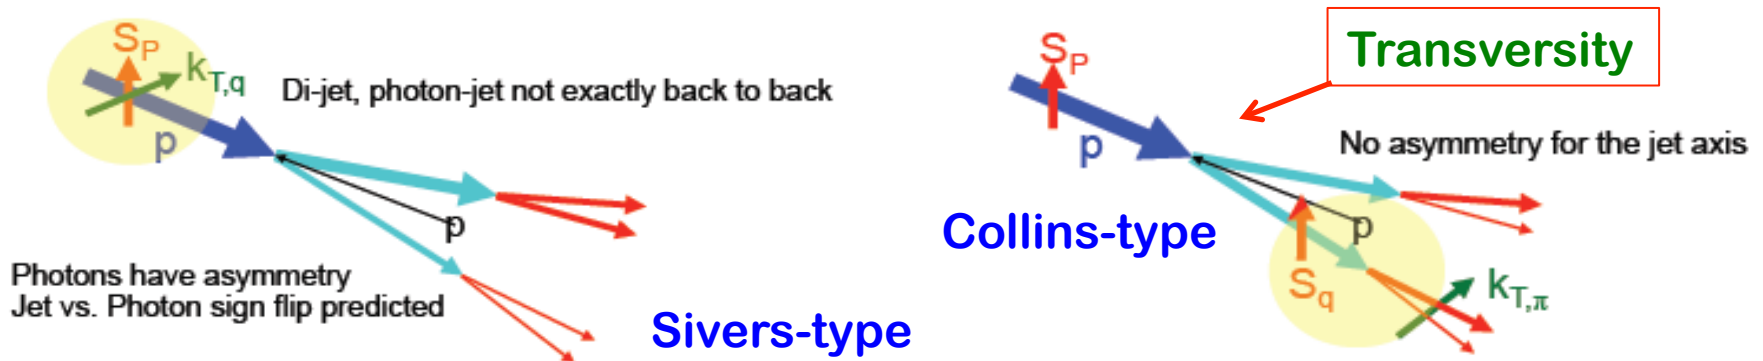 S_P
k_T,q
Di-jet, photon-jet not exactly back to back
p
p
Photons have asymmetry
Jet vs. Photon sign flip predicted
Sivers-type
S_P
Transversity
p
No asymmetry for the jet axis
Collins-type
p
S_q
k_T,π